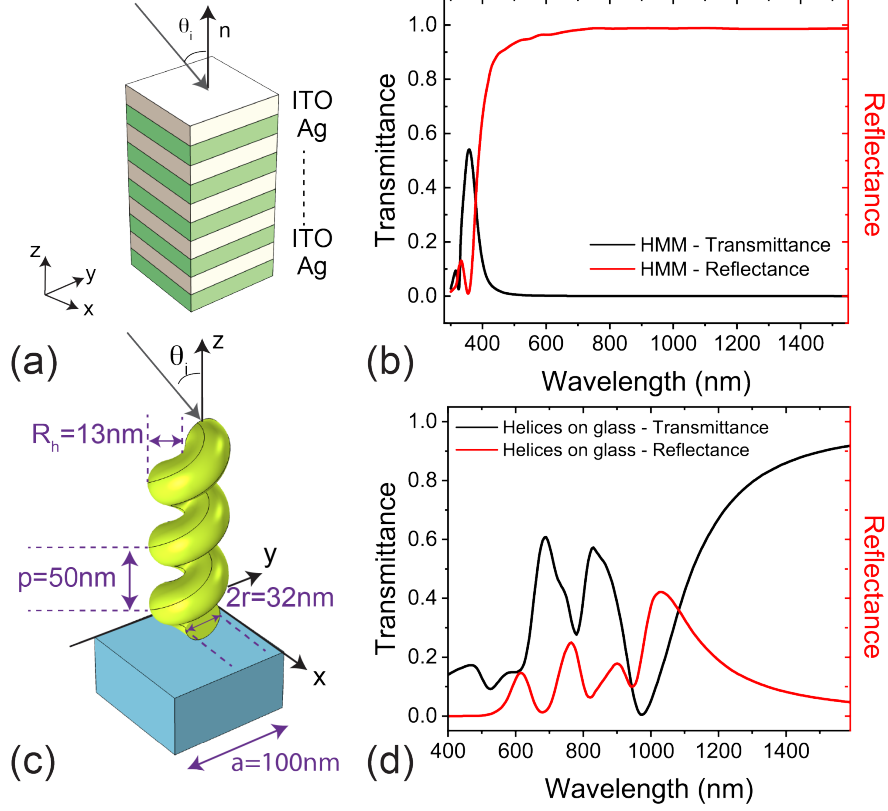 θi
n
ITO
Ag
ITO
Ag
z
y
x
(a)
1.0
0.8
0.6
0.4
0.2
0.0
Transmittance
Reflectance
HMM - Transmittance
HMM - Reflectance
400 600 800 1000 1200 1400
Wavelength (nm)
(b)
θi
z
Rh=13nm
p=50nm
y
2r=32nm
x
a=100nm
(c)
1.0
0.8
0.6
0.4
0.2
0.0
Transmittance
Reflectance
Helices on glass - Transmittance
Helices on glass - Reflectance
400 600 800 1000 1200 1400
Wavelength (nm)
(d)